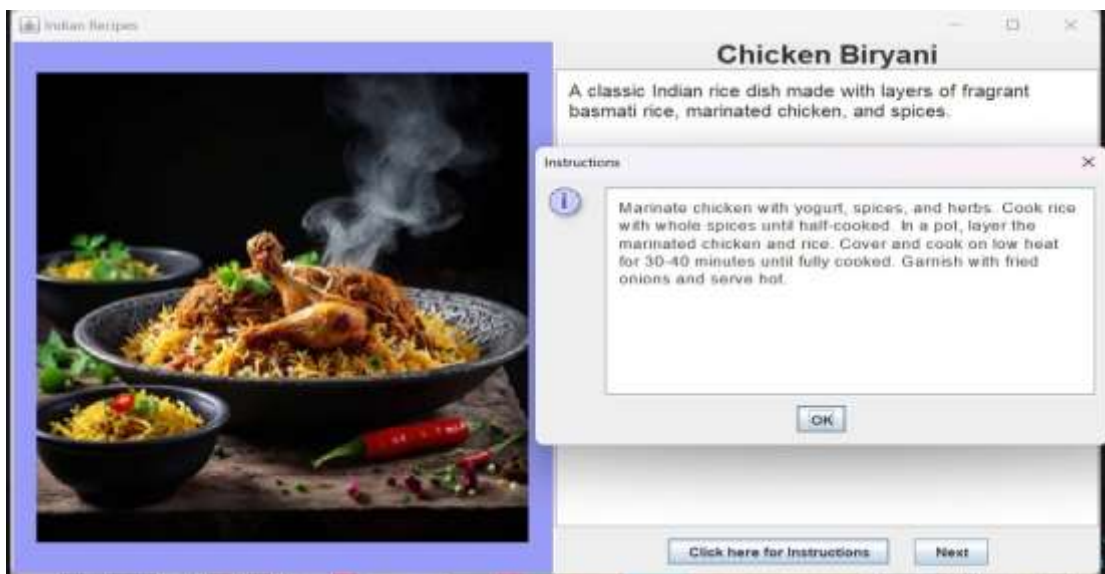 Indian Recipes
Chicken Biryani
A classic Indian rice dish made with layers of fragrant
basmati rice, marinated chicken, and spices.
Instructions
Marinate chicken with yogurt, spices, and herbs. Cook rice
with whole spices until half-cooked. In a pot, layer the
marinated chicken and rice. Cover and cook on low heat
for 30-40 minutes until fully cooked. Garnish with fried
onions and serve hot.
OK
Click here for Instructions
Next